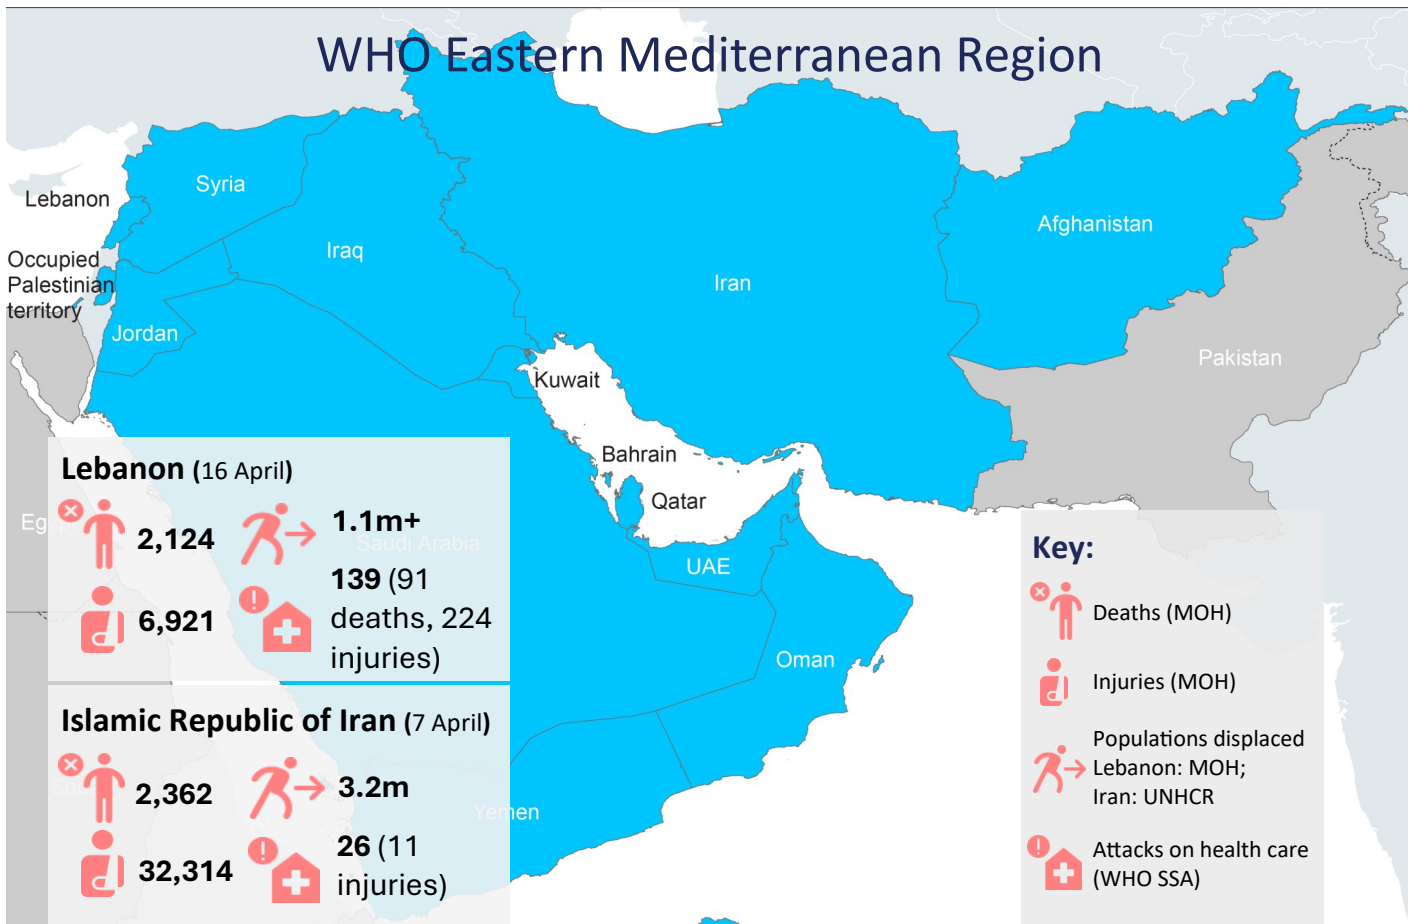 WHO Eastern Mediterranean Region
Syria
Lebanon
Iraq
Afghanistan
Occupied
Palestinian
territory
Iran
Jordan
Pakistan
Kuwait
Bahrain
Qatar
UAE
Oman
Saudi Arabia
Yemen
Lebanon (16 April)
2,124
1.1m+
6,921
139 (91
deaths, 224
injuries)
Islamic Republic of Iran (7 April)
2,362
3.2m
32,314
26 (11
injuries)
Key:
Deaths (MOH)
Injuries (MOH)
Populations displaced
Lebanon: MOH;
Iran: UNHCR
Attacks on health care
(WHO SSA)